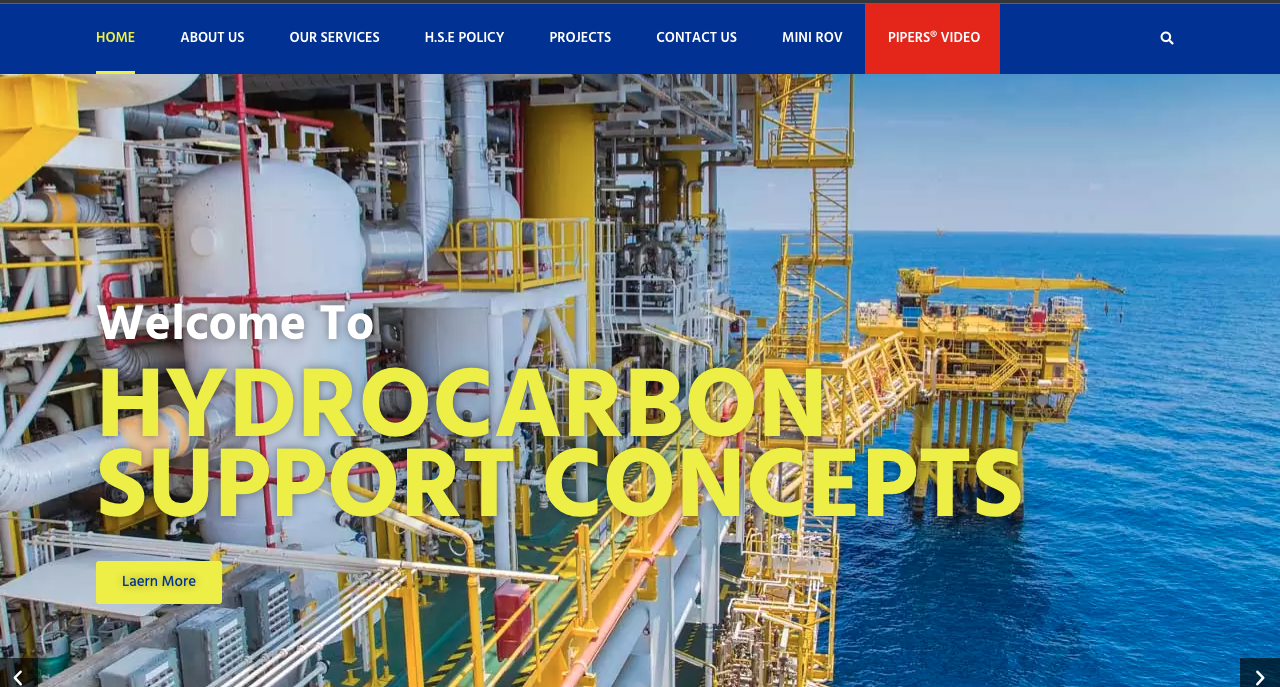 HOME ABOUT US OUR SERVICES H.S.E POLICY PROJECTS CONTACT US MINI ROV PIPERS® VIDEO
Welcome To
HYDROCARBON
SUPPORT CONCEPTS
Laern More